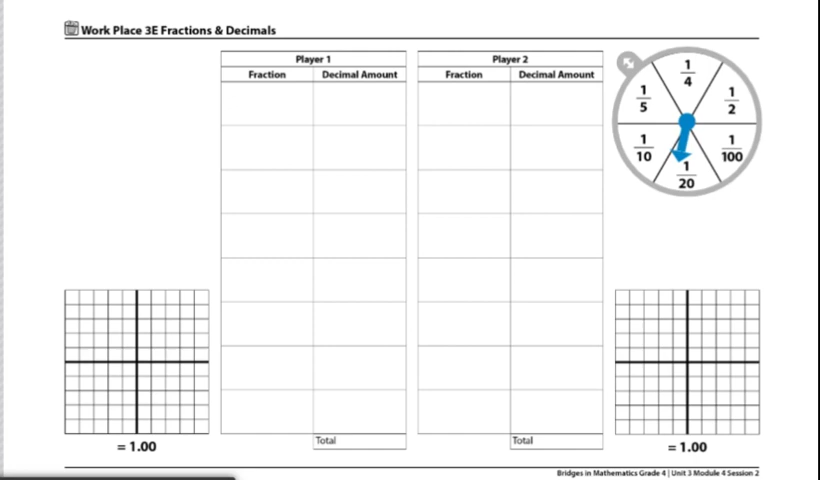 Work Place 3E Fractions & Decimals
Player 1
Fraction Decimal Amount
Total
Player 2
Fraction Decimal Amount
Total
1/4
1/2
1/100
1/20
1/10
1/5
= 1.00
= 1.00
Bridges in Mathematics Grade 4 | Unit 3 Module 4 Session 2